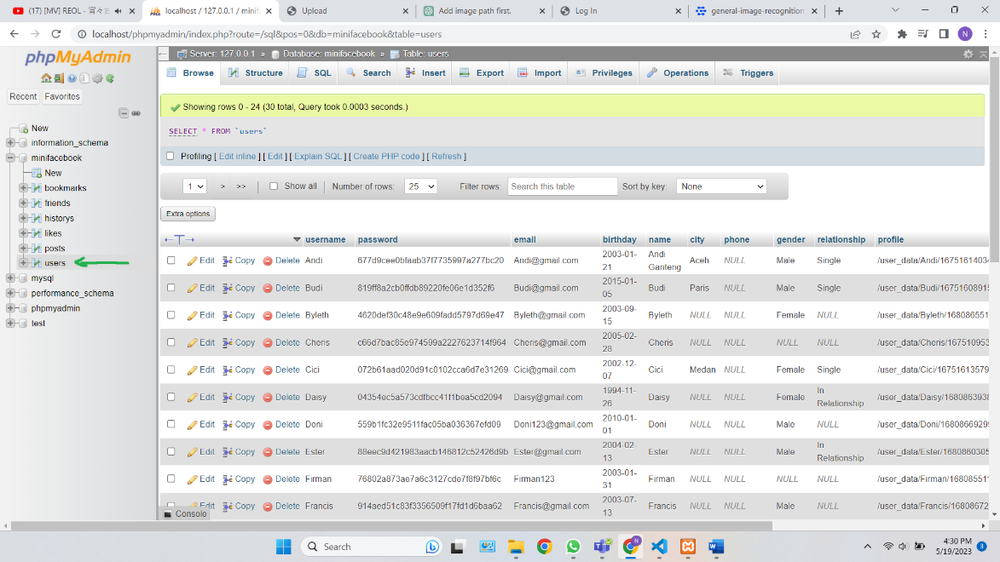 (17) [MV] REOL - 宵々古
localhost / 127.0.0.1 / minifa
Upload
Add image path first.
Log In
general-image-recognition
localhost/phpmyadmin/index.php?route=/sql&pos=0&db=minifacebook&table=users
N
phpMyAdmin
Server: 127.0.0.1 » Database: minifacebook » Table: users
Browse Structure SQL Search Insert Export Import Privileges Operations Triggers
Recent Favorites
New
information_schema
minifacebook
New
bookmarks
friends
historys
likes
posts
users
mysql
performance_schema
phpmyadmin
test
Showing rows 0 - 24 (30 total, Query took 0.0003 seconds.)
SELECT * FROM `users`
Profiling [ Edit inline ] [ Edit ] [ Explain SQL ] [ Create PHP code ] [ Refresh ]
1 > >> Show all Number of rows: 25 Filter rows: Search this table Sort by key: None
Extra options
←T→ username password email birthday name city phone gender relationship profile
Edit Copy Delete Andi 677d9cee0bfaab37f7735997a277bc20 Andi@gmail.com 2003-01-21 Andi Ganteng Aceh NULL Male Single /user_data/Andi/1675161403
Edit Copy Delete Budi 819ff8a2cb0ffdb89220fe06e1d352f6 Budi@gmail.com 2015-01-05 Budi Paris NULL Male Single /user_data/Budi/1675160891
Edit Copy Delete Byleth 4620def30c48e9e609fadd5797d69e47 Byleth@gmail.com 2003-09-15 Byleth NULL NULL Female NULL /user_data/Byleth/168086551
Edit Copy Delete Cheris c66d7bac85e974599a2227623714f964 Cheris@gmail.com 2005-02-28 Cheris NULL NULL NULL NULL /user_data/Cheris/167510953
Edit Copy Delete Cici 072b61aad020d91c0102cca6d7e31269 Cici@gmail.com 2002-12-07 Cici Medan NULL Female Single /user_data/Cici/1675161357
Edit Copy Delete Daisy 04354ec5a573cdfbcc41f1bea5cd2094 Daisy@gmail.com 1994-11-26 Daisy NULL NULL Female In Relationship /user_data/Daisy/168086393
Edit Copy Delete Doni 559b1fc32e9511fac05ba036367efd09 Doni123@gmail.com 2010-01-01 Doni NULL NULL Male NULL /user_data/Doni/1680866929
Edit Copy Delete Ester 88eec9d421983aacb146812c52426d9b Ester@gmail.com 2004-02-13 Ester NULL NULL Male In Relationship /user_data/Ester/168086030
Edit Copy Delete Firman 76802a873ae7a6c3127cde7f8f97bf6c Firman123 2003-01-31 Firman NULL NULL NULL NULL /user_data/Firman/168085511
Edit Copy Delete Francis 914aed51c83f3356509f17fd1d6baa62 Francis@gmail.com 2003-07-13 Francis NULL NULL Male NULL /user_data/Francis/1680867
Console
Search
4:30 PM
5/19/2023
3